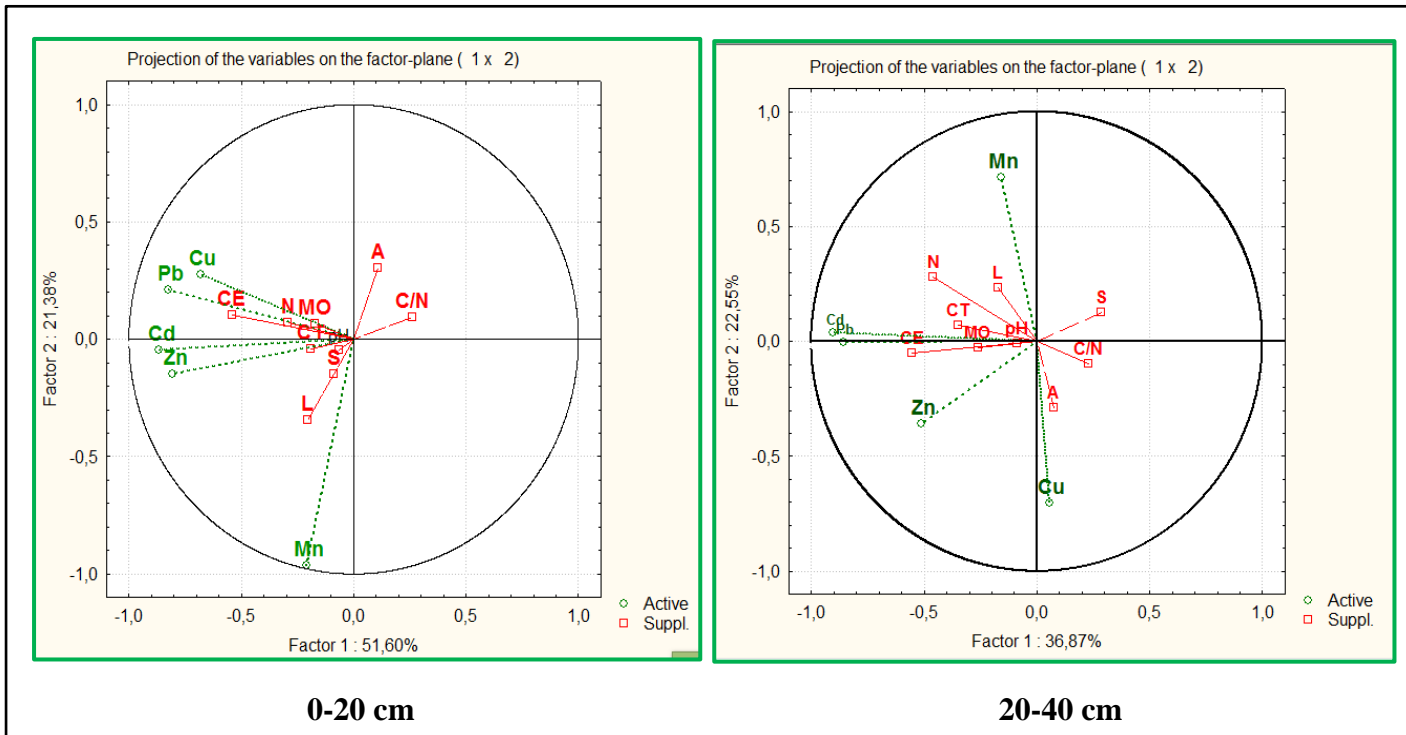 Projection of the variables on the factor-plane ( 1 x 2)
1,0
0,5
0,0
-0,5
-1,0
Factor 2 : 21,38%
Cu
Pb
CE
N
MO
Cd
CT
pH
Zn
S
L
Mn
A
C/N
-1,0 -0,5 0,0 0,5 1,0
Factor 1 : 51,60%
Active
Suppl.
0-20 cm
Projection of the variables on the factor-plane ( 1 x 2)
1,0
0,5
0,0
-0,5
-1,0
Factor 2 : 22,55%
Mn
N
L
S
CT
Cd
Pb
CE
MO
pH
C/N
A
Zn
Cu
-1,0 -0,5 0,0 0,5 1,0
Factor 1 : 36,87%
Active
Suppl.
20-40 cm